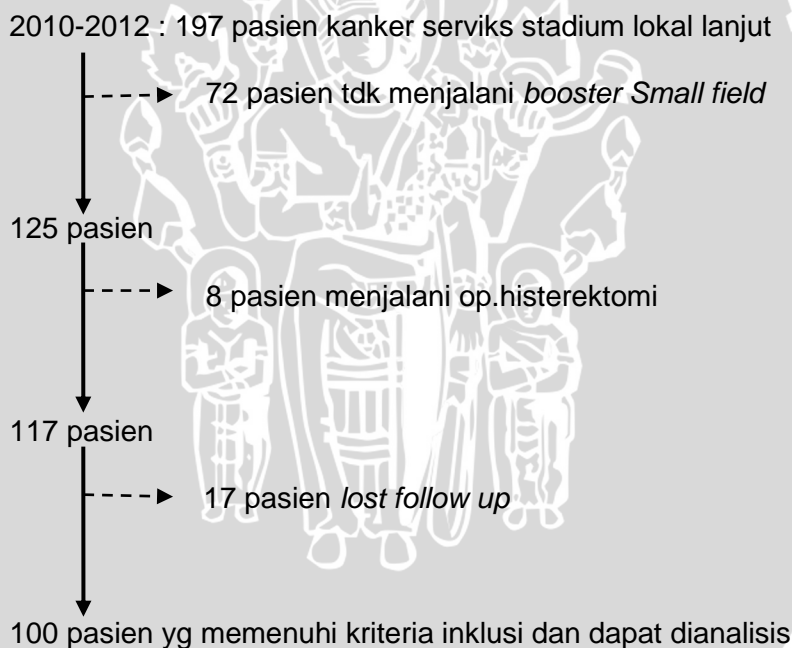 2010-2012 : 197 pasien kanker serviks stadium lokal lanjut
72 pasien tdk menjalani booster Small field
125 pasien
8 pasien menjalani op.histerektomi
117 pasien
17 pasien lost follow up
100 pasien yg memenuhi kriteria inklusi dan dapat dianalisis